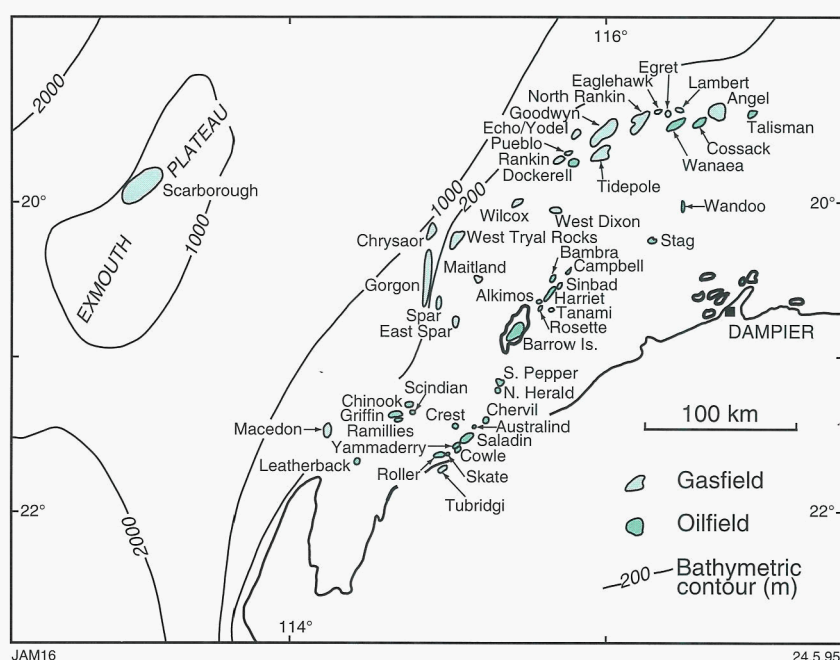 116°
2000
Egret
Eaglehawk
Lambert
North Rankin
Angel
Goodwyn
Echo/Yodel
Talisman
Pueblo
Cossack
Rankin
Wanaea
Dockerell
Tidepole
PLATEAU
Scarborough
20°
1000
200
Wandoo
20°
Wilcox
West Dixon
Chrysaor
West Tryal Rocks
Stag
1000
EXMOUTH
Bambra
Maitland
Campbell
Gorgon
Sinbad
Alkimos
Harriet
Spar
Tanami
East Spar
Rosette
DAMPIER
Barrow Is.
S. Pepper
Scindian
N. Herald
Chinook
Griffin
Crest
Chervil
100 km
Macedon
Ramillies
Australind
Yammaderry
Saladin
Cowle
Leatherback
Roller
Skate
Tubridgi
Gasfield
22°
22°
Oilfield
2000
200
Bathymetric
contour (m)
114°
JAM16
24.5.95